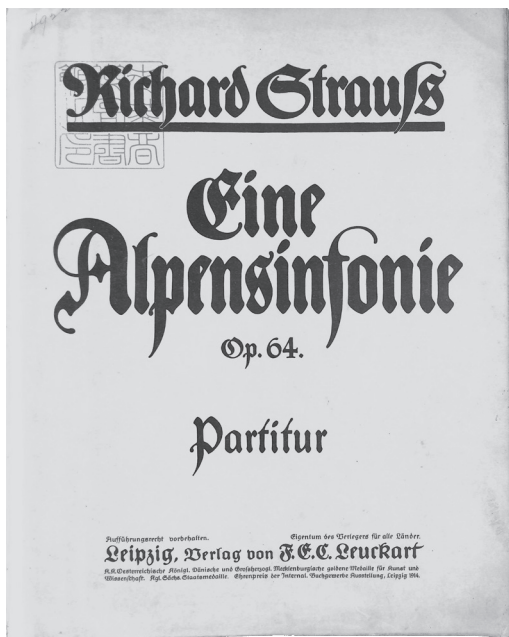 Richard Strauss
Eine
Alpensinfonie
Op. 64.
Partitur
Aufführungsrecht vorbehalten. Eigentum des Verlegers für alle Länder.
Leipzig, Verlag von F. E. C. Leuckart
K. K. Oesterreichische Königl. Dänische und Grofsherzogl. Mecklenburgische goldene Medaille für Kunst und
Wissenschaft. Kgl. Sächs. Staatsmedaille. Ehrenpreis der Internat. Buchgewerbe Ausstellung, Leipzig 1914.